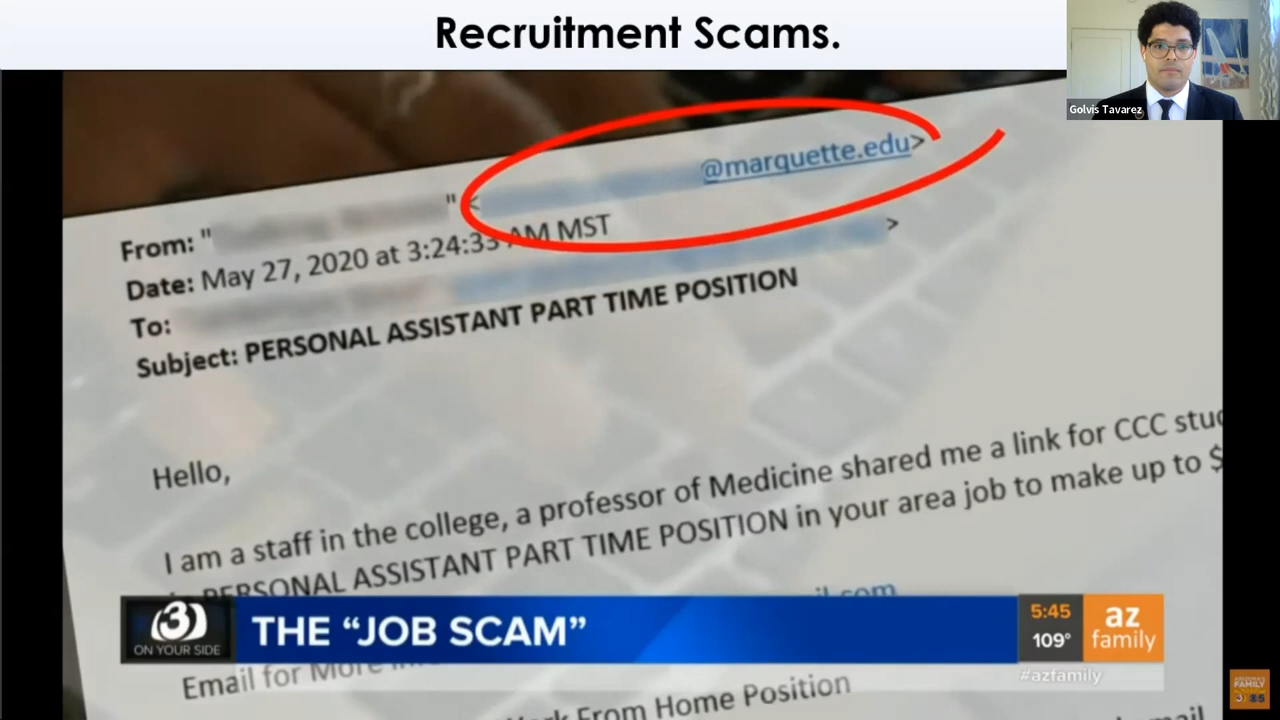 Recruitment Scams.
Golvis Tavarez
@marquette.edu>
From: " " <
Date: May 27, 2020 at 3:24:33 AM MST
To: >
Subject: PERSONAL ASSISTANT PART TIME POSITION
Hello,
I am a staff in the college, a professor of Medicine shared me a link for CCC stu
PERSONAL ASSISTANT PART TIME POSITION in your area job to make up to $
THE “JOB SCAM”
3
ON YOUR SIDE
5:45
109°
az
family
#azfamily
Email for More
Work From Home Position
ARIZONA'S
FAMILY